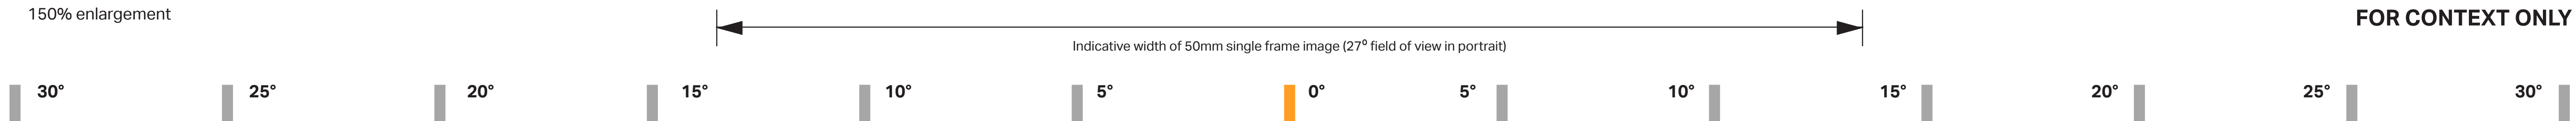 150% enlargement
FOR CONTEXT ONLY
Indicative width of 50mm single frame image (27° field of view in portrait)
30° 25° 20° 15° 10° 5° 0° 5° 10° 15° 20° 25° 30°